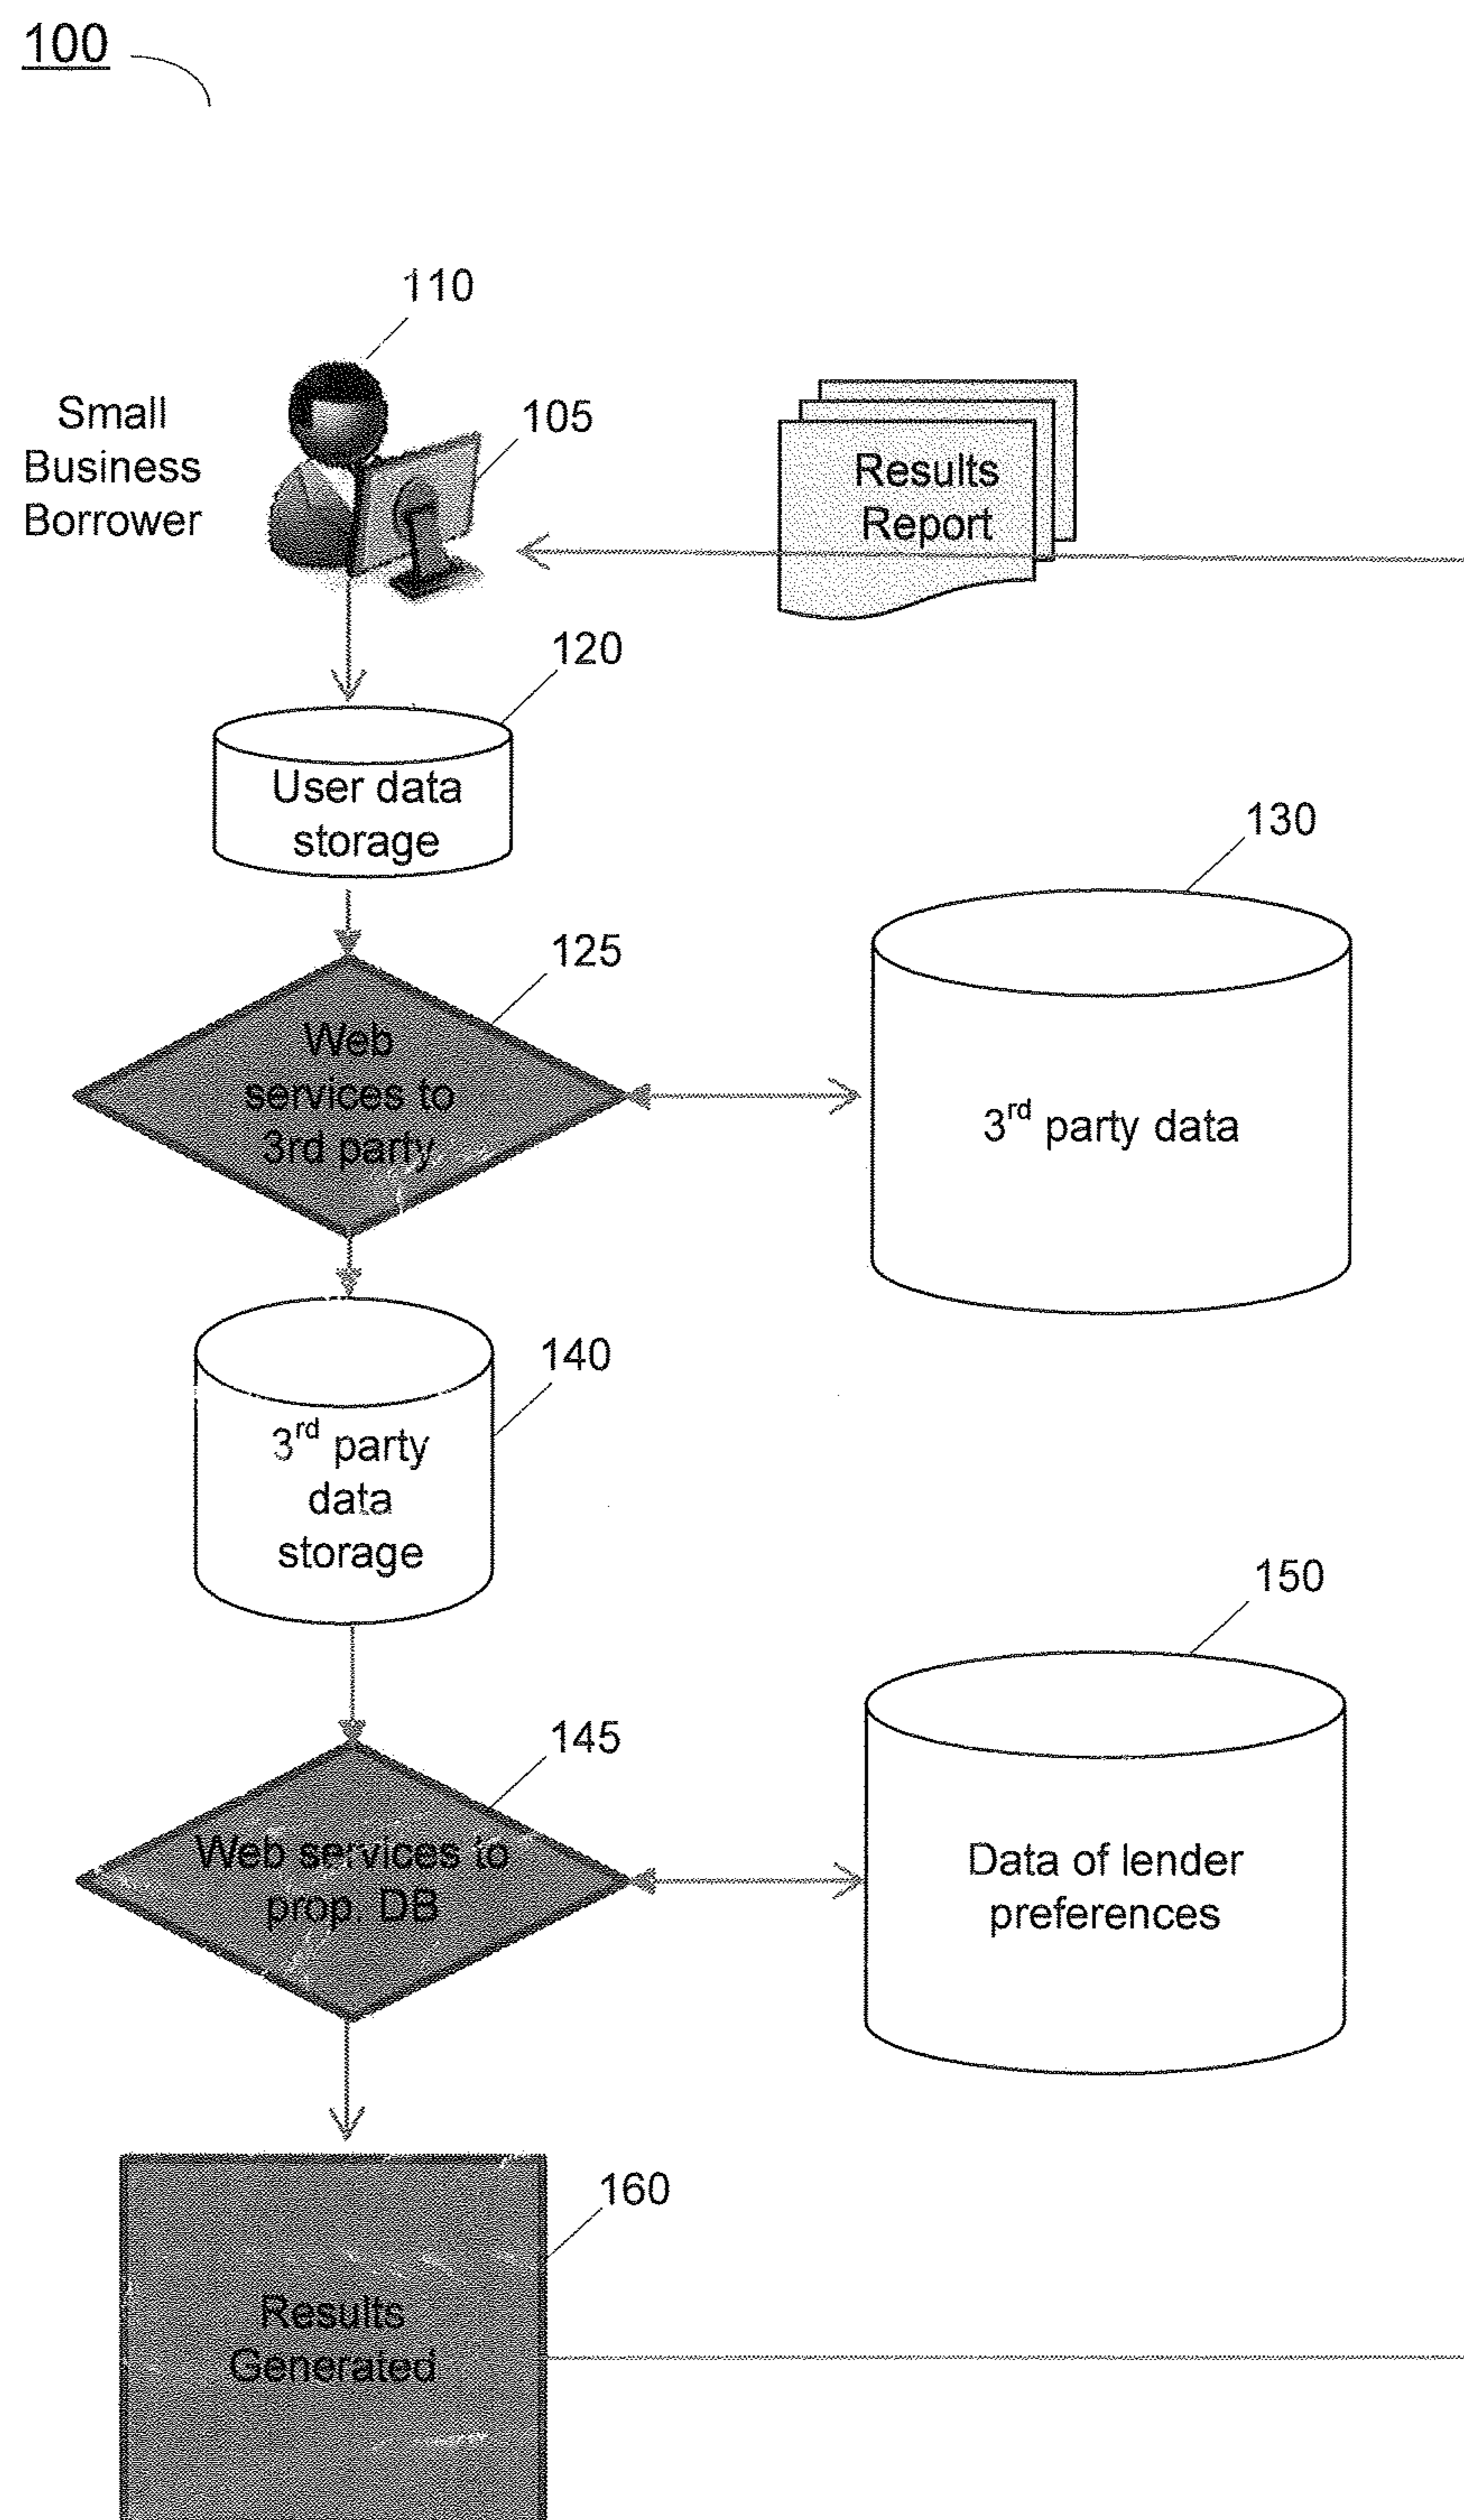 100
110
105
Small
Business
Borrower
Results
Report
120
User data
storage
130
125
Web
services to
3rd party
3rd party data
140
3rd party
data
storage
150
145
Web services to
prop. DB
Data of lender
preferences
160
Results
Generated